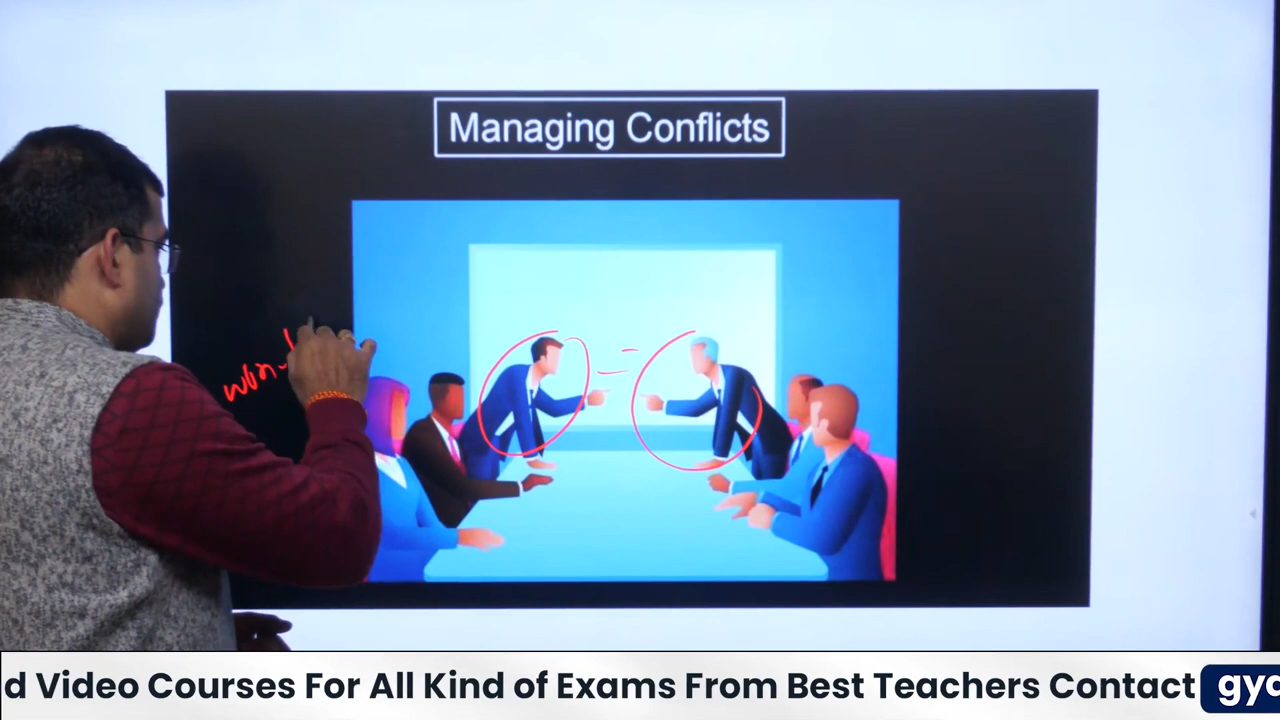 Managing Conflicts
d Video Courses For All Kind of Exams From Best Teachers Contact